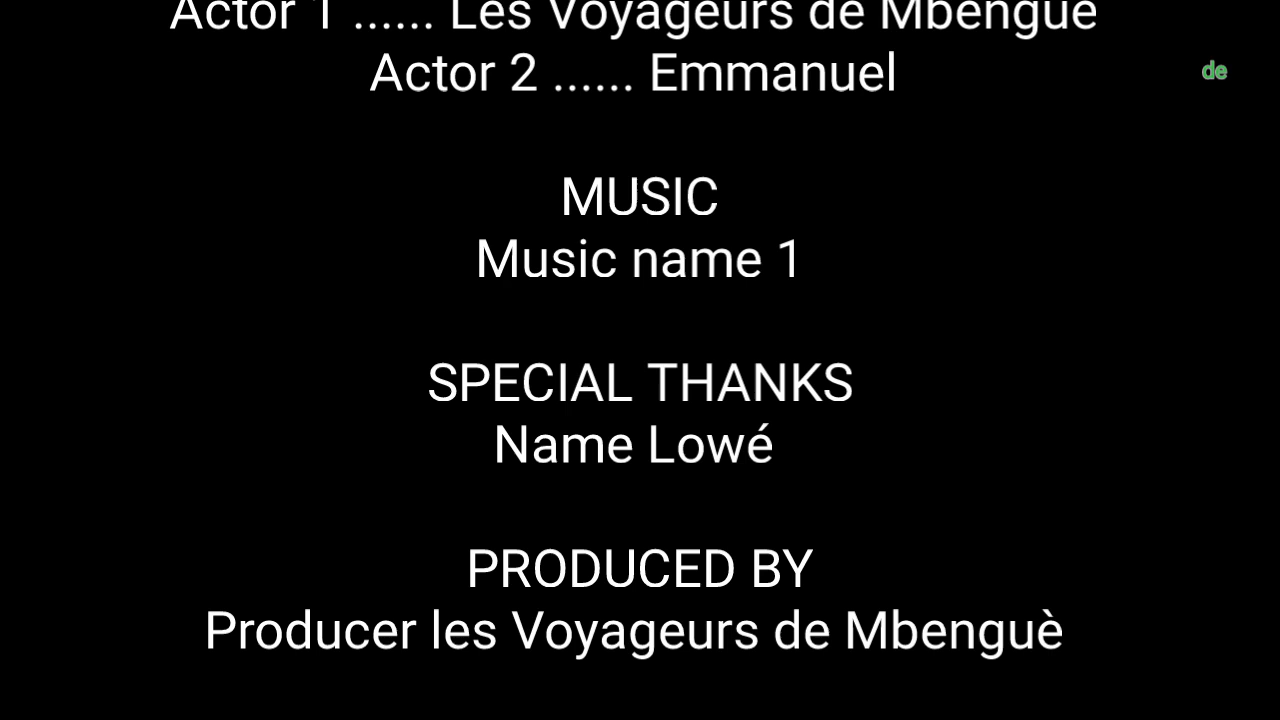 Actor 1 ...... Les Voyageurs de Mbenguè
Actor 2 ...... Emmanuel
de
MUSIC
Music name 1
SPECIAL THANKS
Name Lowé
PRODUCED BY
Producer les Voyageurs de Mbenguè